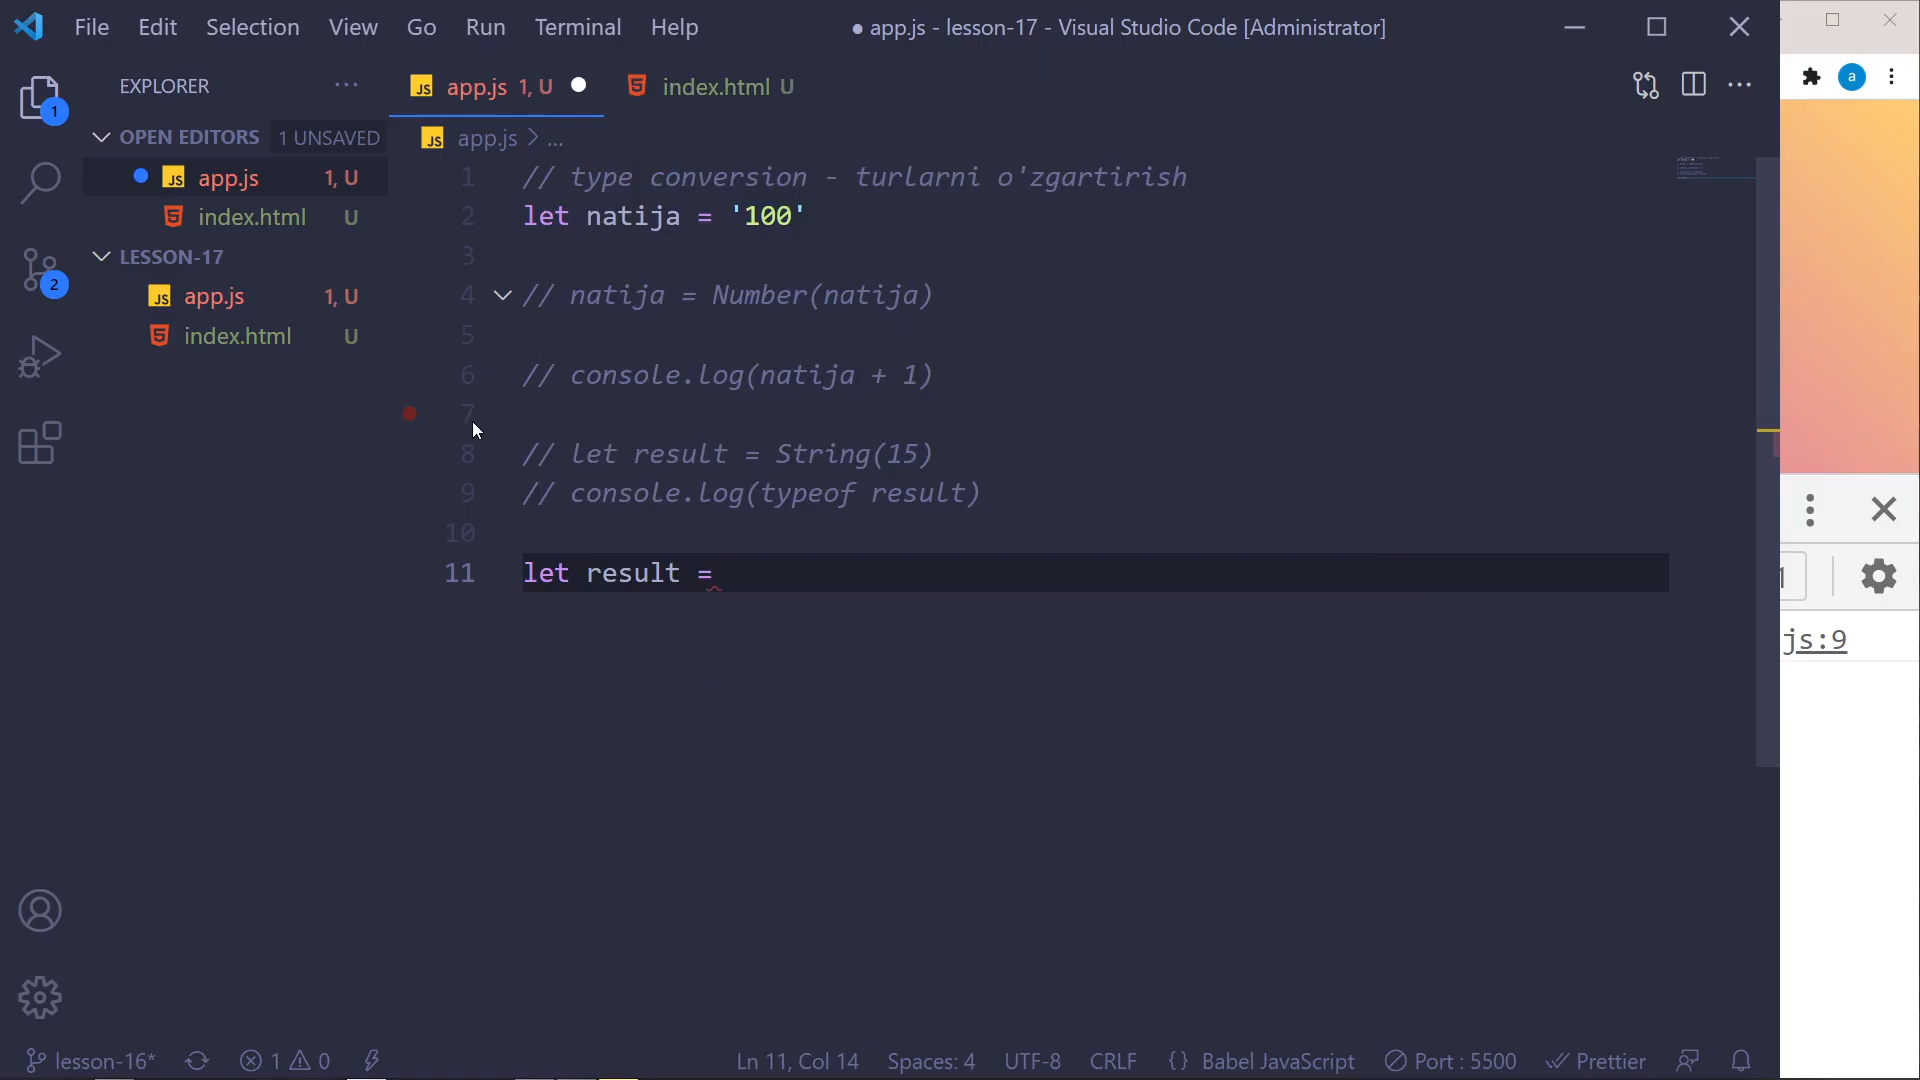 File Edit Selection View Go Run Terminal Help
● app.js - lesson-17 - Visual Studio Code [Administrator]
EXPLORER
app.js 1, U
index.html U
a
1
OPEN EDITORS 1 UNSAVED
app.js > ...
app.js 1, U
index.html U
LESSON-17
app.js 1, U
index.html U
2
1 // type conversion - turlarni o'zgartirish
2 let natija = '100'
3
4 // natija = Number(natija)
5
6 // console.log(natija + 1)
7
8 // let result = String(15)
9 // console.log(typeof result)
10
11 let result =
js:9
lesson-16* 1 0 Ln 11, Col 14 Spaces: 4 UTF-8 CRLF {} Babel JavaScript Port : 5500 Prettier